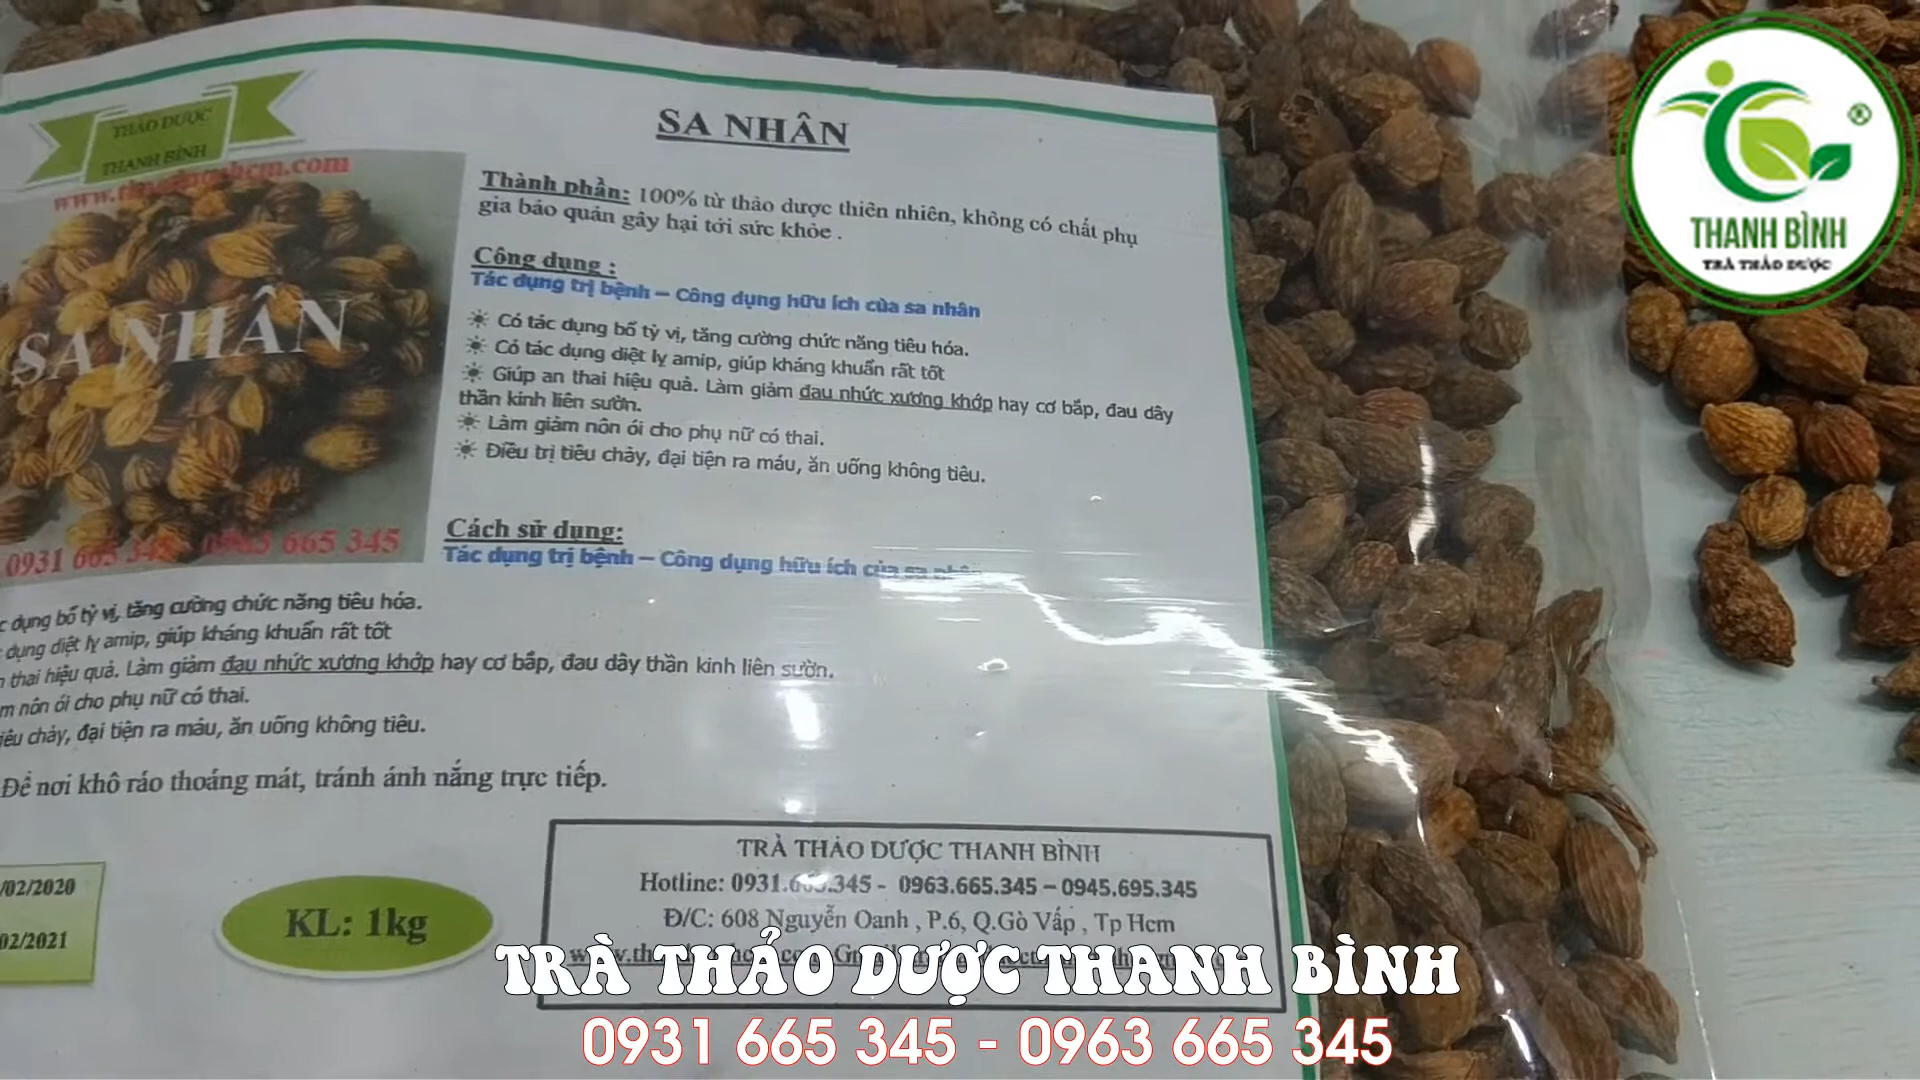 THẢO DƯỢC
THANH BÌNH
SA NHÂN
0931 665 345
665 345
SA NHÂN
Thành phần: 100% từ thảo dược thiên nhiên, không có chất phụ
gia bảo quản gây hại tới sức khỏe .
Công dụng :
Tác dụng trị bệnh – Công dụng hữu ích của sa nhân
Có tác dụng bổ tỳ vị, tăng cường chức năng tiêu hóa.
Có tác dụng diệt lỵ amip, giúp kháng khuẩn rất tốt
Giúp an thai hiệu quả. Làm giảm đau nhức xương khớp hay cơ bắp, đau dây
thần kinh liên sườn.
Làm giảm nôn ói cho phụ nữ có thai.
Điều trị tiêu chảy, đại tiện ra máu, ăn uống không tiêu.
Cách sử dụng:
Tác dụng trị bệnh – Công dụng hữu ích của sa nhân
dụng bổ tỳ vị, tăng cường chức năng tiêu hóa.
dụng diệt lỵ amip, giúp kháng khuẩn rất tốt
thai hiệu quả. Làm giảm đau nhức xương khớp hay cơ bắp, đau dây thần kinh liên sườn.
nôn ói cho phụ nữ có thai.
chảy, đại tiện ra máu, ăn uống không tiêu.
Để nơi khô ráo thoáng mát, tránh ánh nắng trực tiếp.
/02/2020
02/2021
KL: 1kg
TRÀ THẢO DƯỢC THANH BÌNH
Hotline: 0931.665.345 - 0963.665.345 – 0945.695.345
Đ/C: 608 Nguyễn Oanh , P.6, Q.Gò Vấp , Tp Hcm
THANH BÌNH
TRÀ THẢO DƯỢC
®
TRÀ THẢO DƯỢC THANH BÌNH
0931 665 345 - 0963 665 345